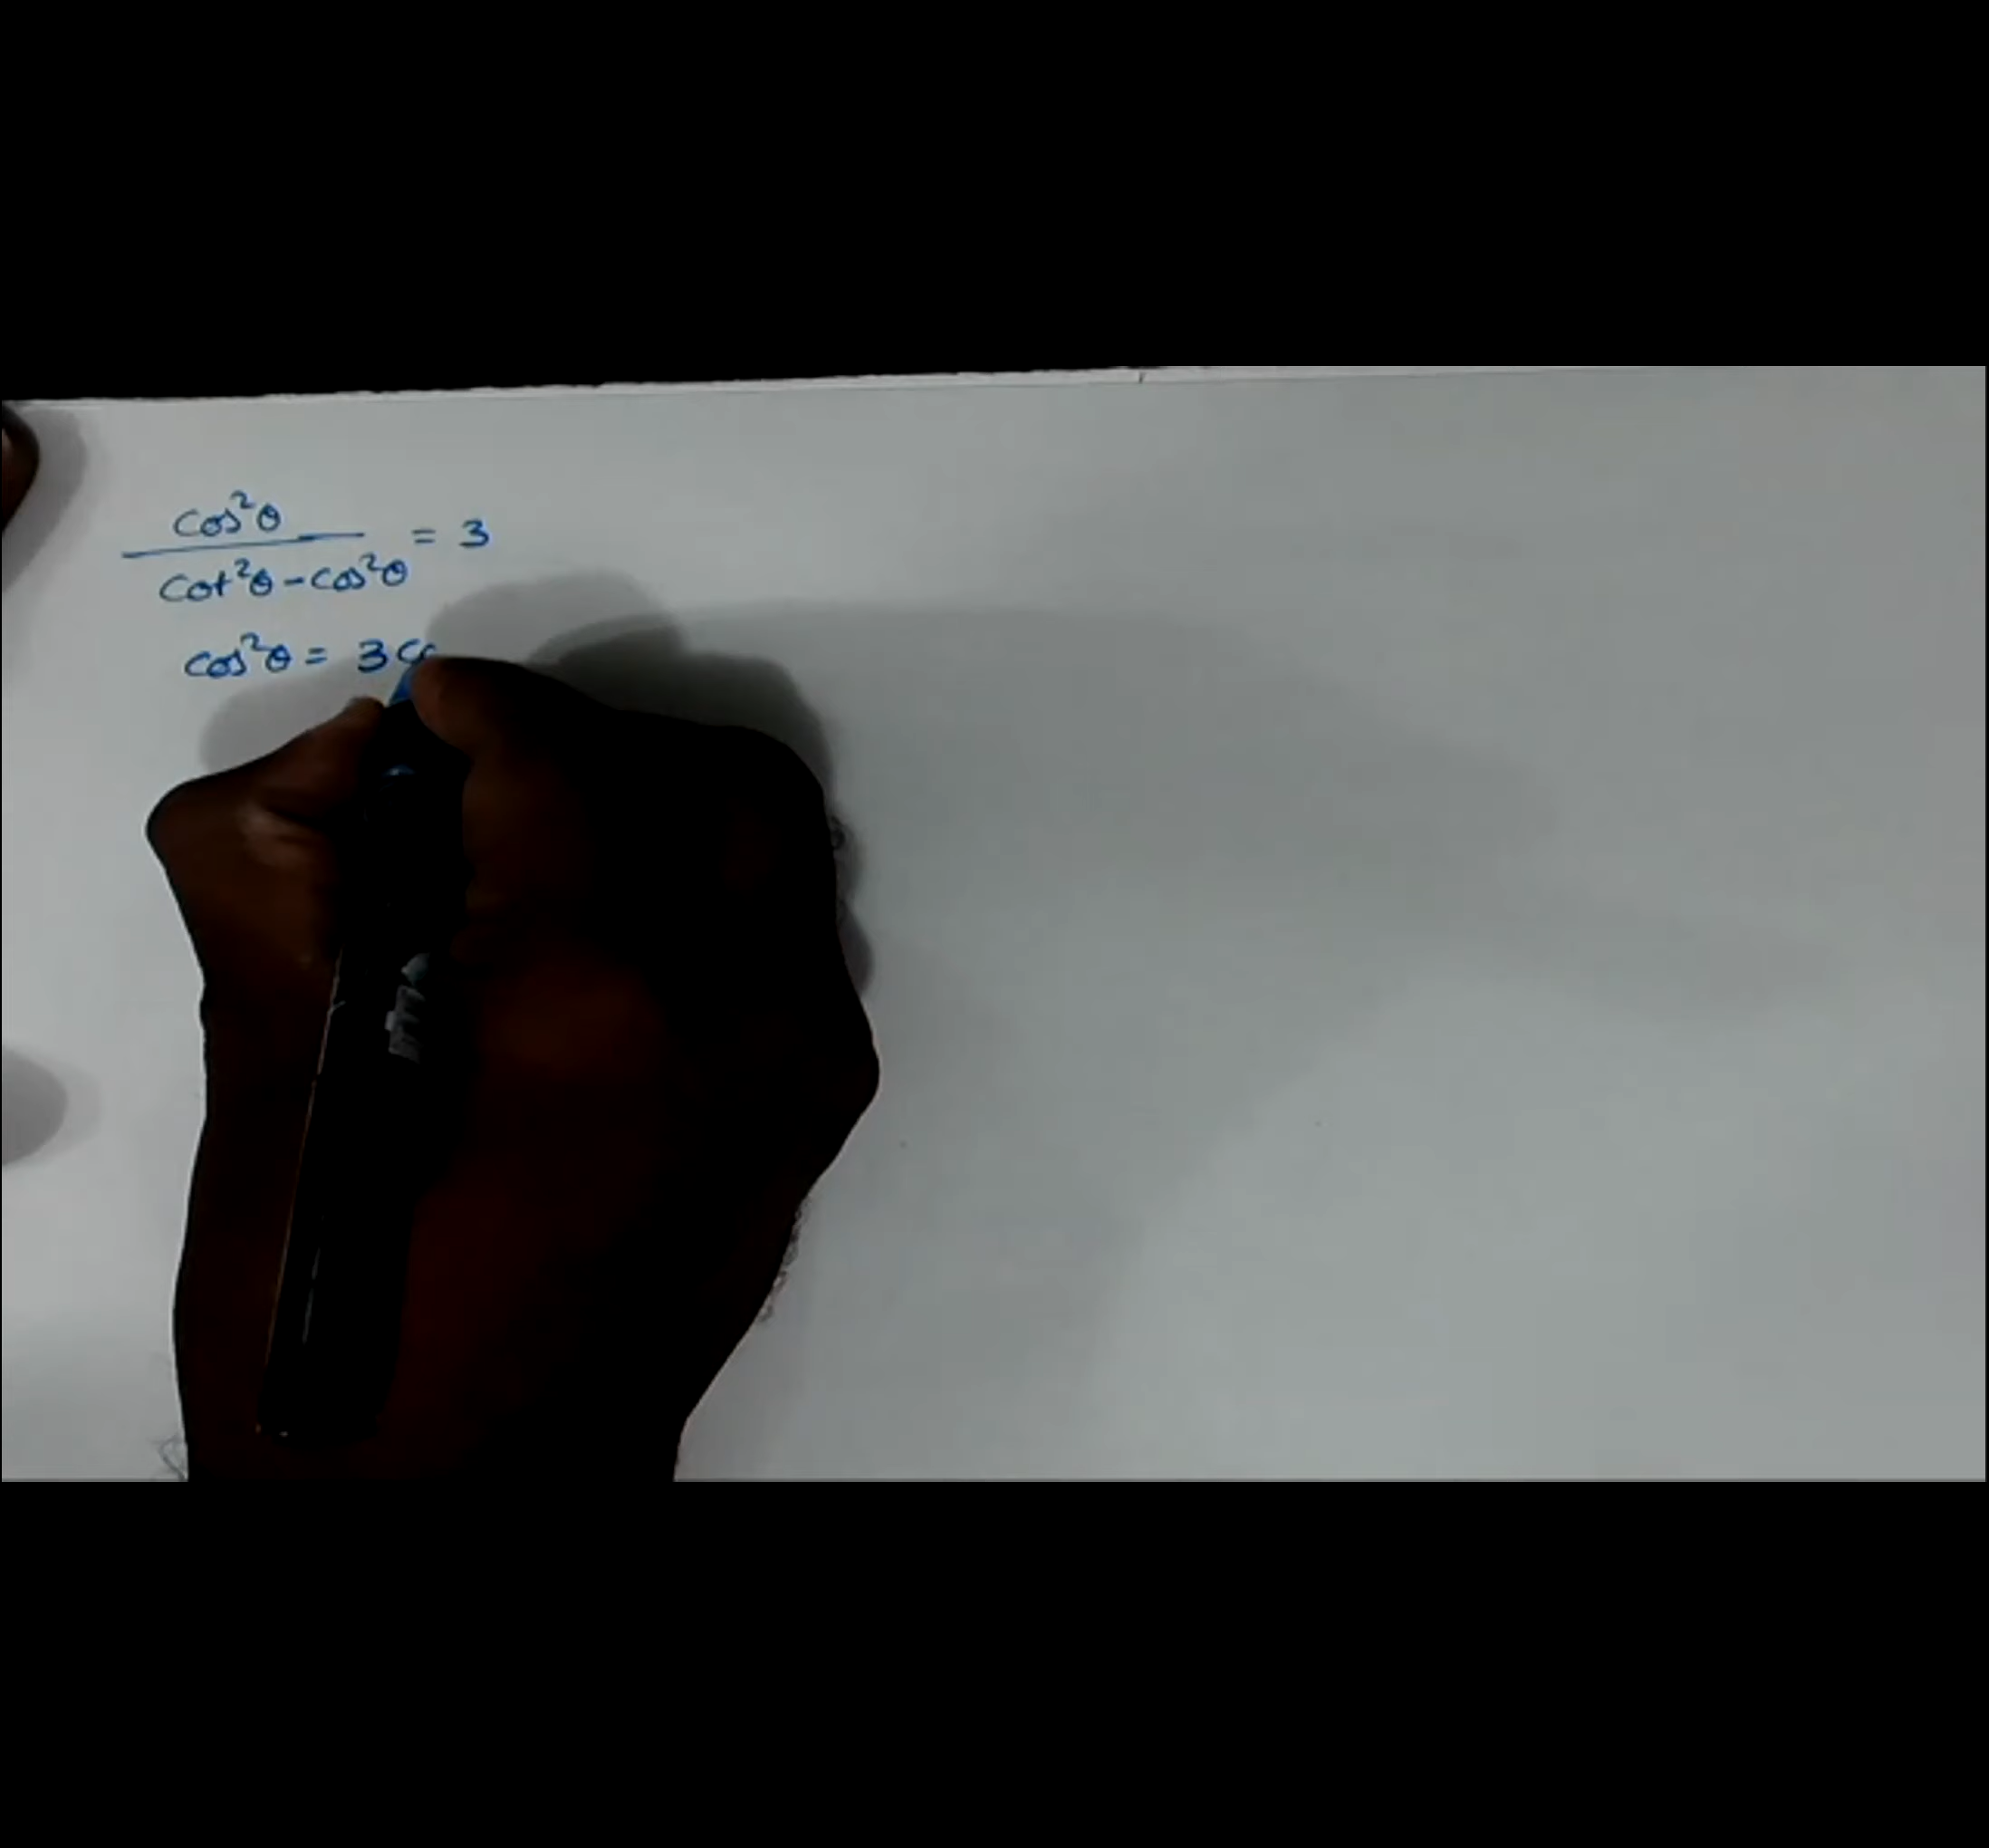 cos²θ / cot²θ - cos²θ = 3
cos²θ = 3